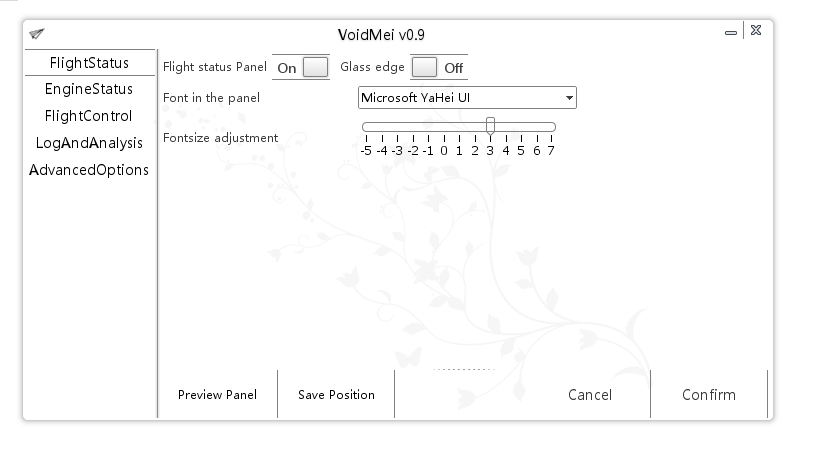 VoidMei v0.9
FlightStatus
EngineStatus
FlightControl
LogAndAnalysis
AdvancedOptions
Flight status Panel On Glass edge Off
Font in the panel Microsoft YaHei UI
Fontsize adjustment
-5 -4 -3 -2 -1 0 1 2 3 4 5 6 7
Preview Panel Save Position Cancel Confirm